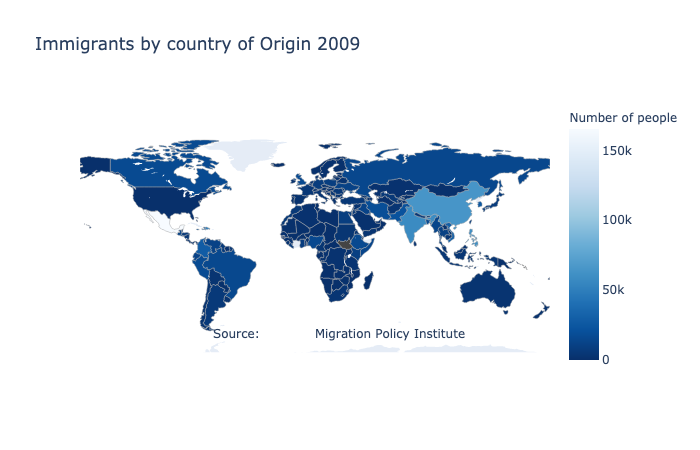 Immigrants by country of Origin 2009
Number of people
150k
100k
50k
0
Source: Migration Policy Institute